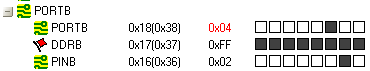 PORTB
PORTB 0x18(0x38) 0x04
DDRB 0x17(0x37) 0xFF
PINB 0x16(0x36) 0x02